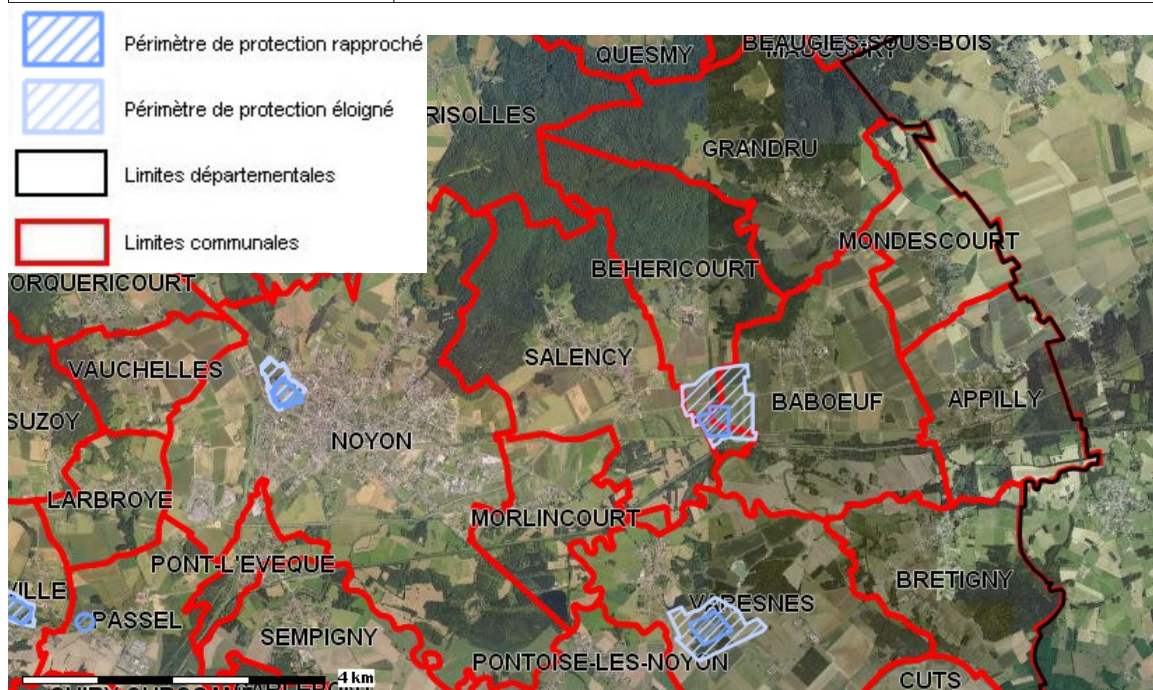 Périmètre de protection rapproché
Périmètre de protection éloigné
Limites départementales
Limites communales
QUESMY
BEAUGIES-SOUS-BOIS
MAUCOURT
RISOLLES
GRANDRU
MONDESCOURT
BEHERICOURT
ORQUERICOURT
SALENCY
VAUCHELLES
BABOEUF
APPILLY
SUZOY
NOYON
LARBROYE
MORLINCOURT
PONT-L'EVEQUE
BRETIGNY
VILLE
PASSEL
VARESNES
SEMPIGNY
PONTOISE-LES-NOYON
4 km
CUTS